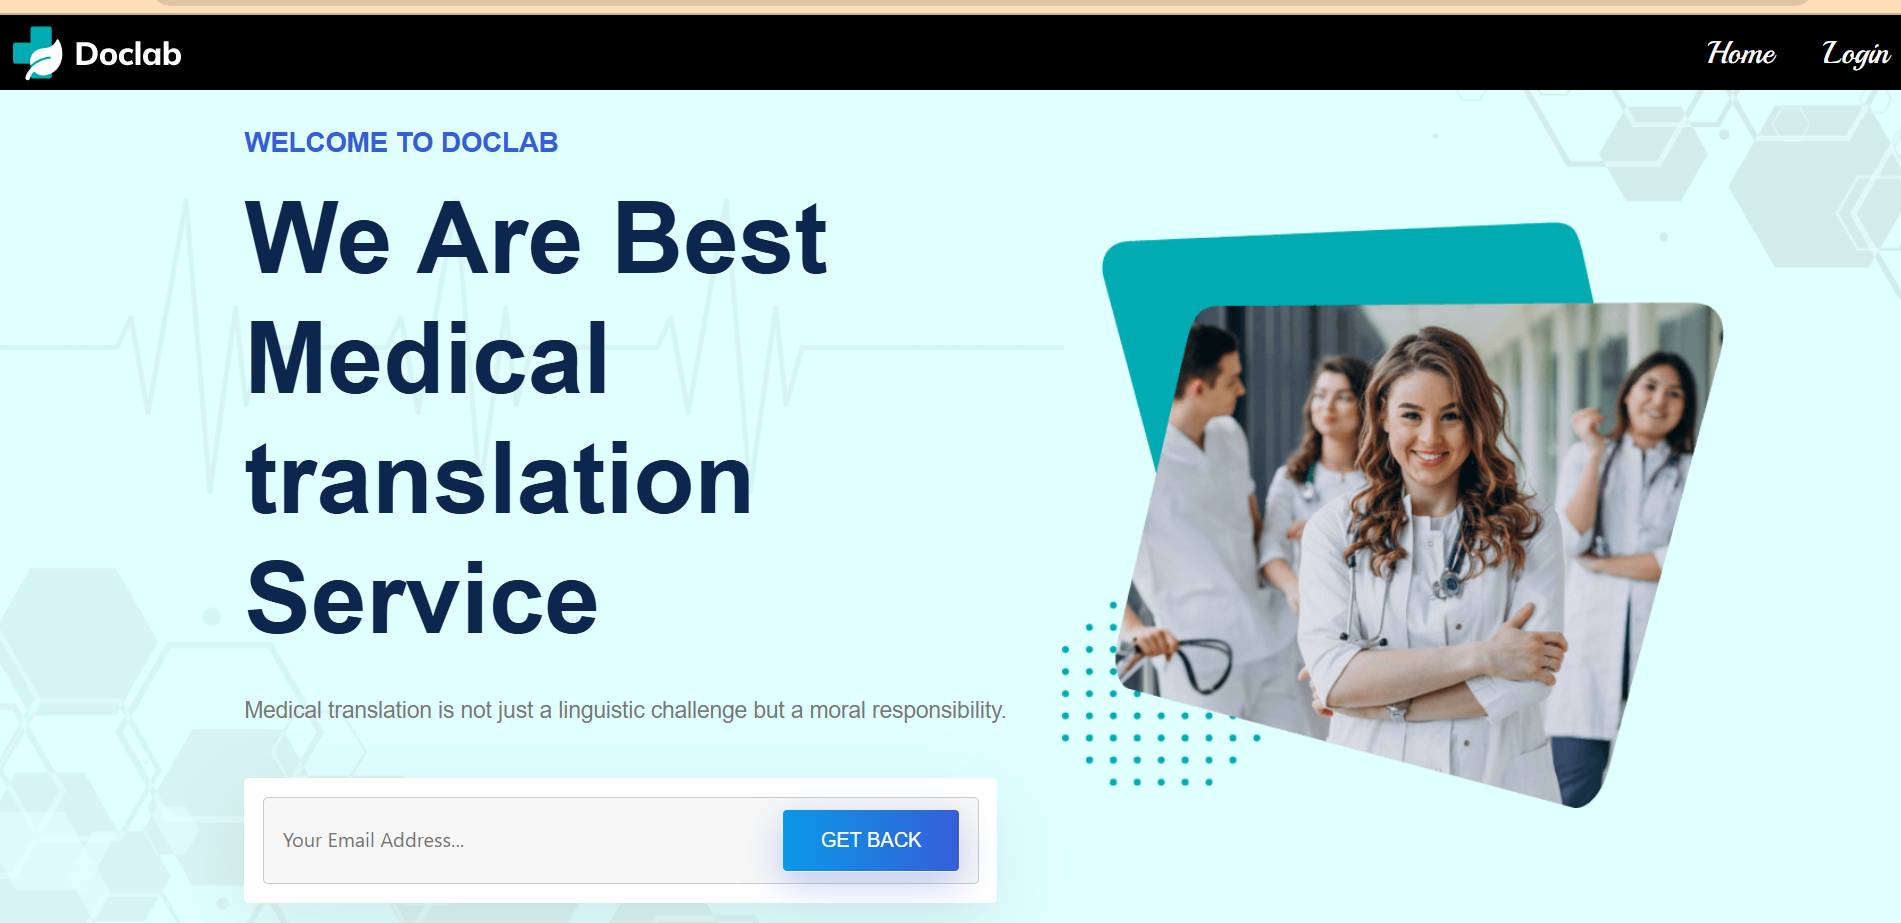 Doclab
Home
Login
WELCOME TO DOCLAB
We Are Best
Medical
translation
Service
Medical translation is not just a linguistic challenge but a moral responsibility.
Your Email Address...
GET BACK